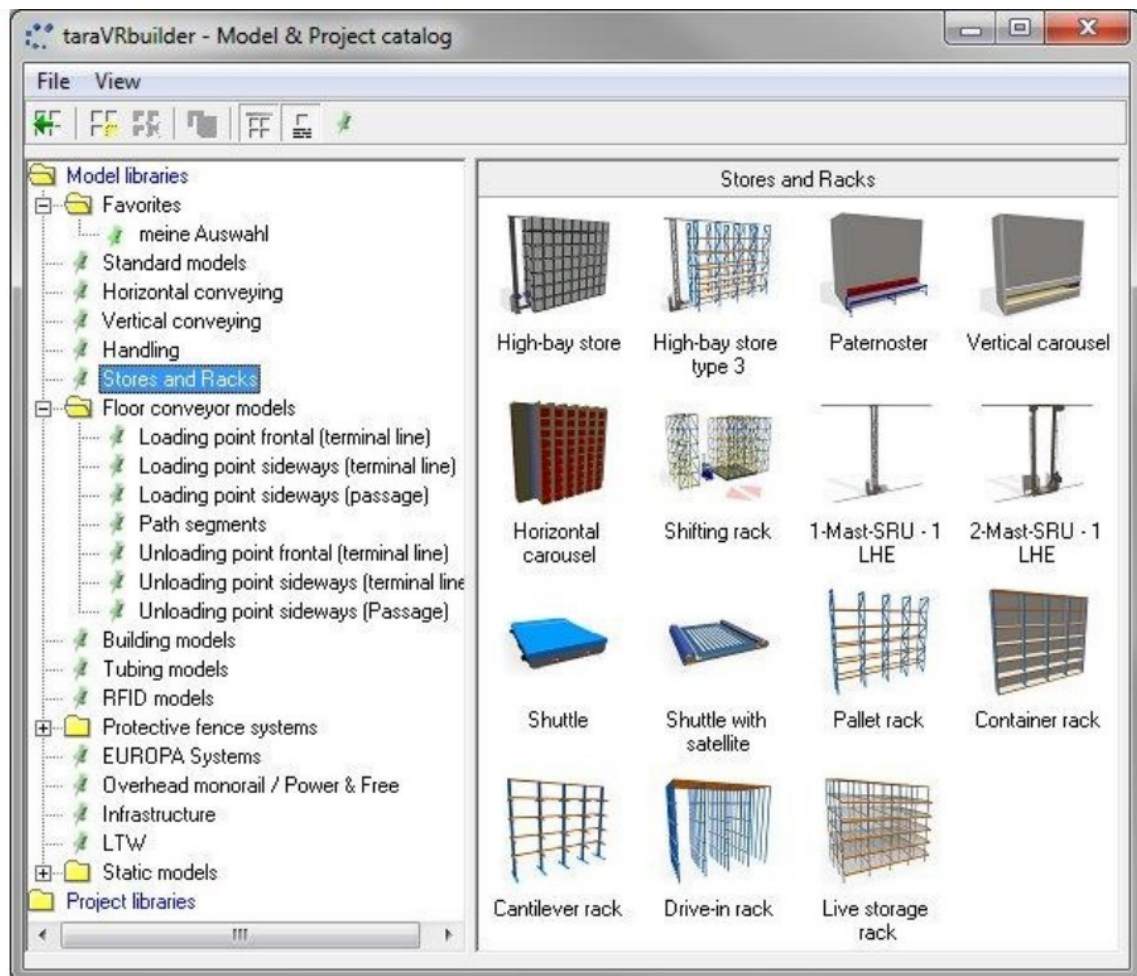 taraVRbuilder - Model & Project catalog
File View
Model libraries
Favorites
meine Auswahl
Standard models
Horizontal conveying
Vertical conveying
Handling
Stores and Racks
Floor conveyor models
Loading point frontal (terminal line)
Loading point sideways (terminal line)
Loading point sideways (passage)
Path segments
Unloading point frontal (terminal line)
Unloading point sideways (terminal line
Unloading point sideways (Passage)
Building models
Tubing models
RFID models
Protective fence systems
EUROPA Systems
Overhead monorail / Power & Free
Infrastructure
LTW
Static models
Project libraries
Stores and Racks
High-bay store
High-bay store
type 3
Paternoster
Vertical carousel
Horizontal
carousel
Shifting rack
1-Mast-SRU - 1
LHE
2-Mast-SRU - 1
LHE
Shuttle
Shuttle with
satellite
Pallet rack
Container rack
Cantilever rack
Drive-in rack
Live storage
rack